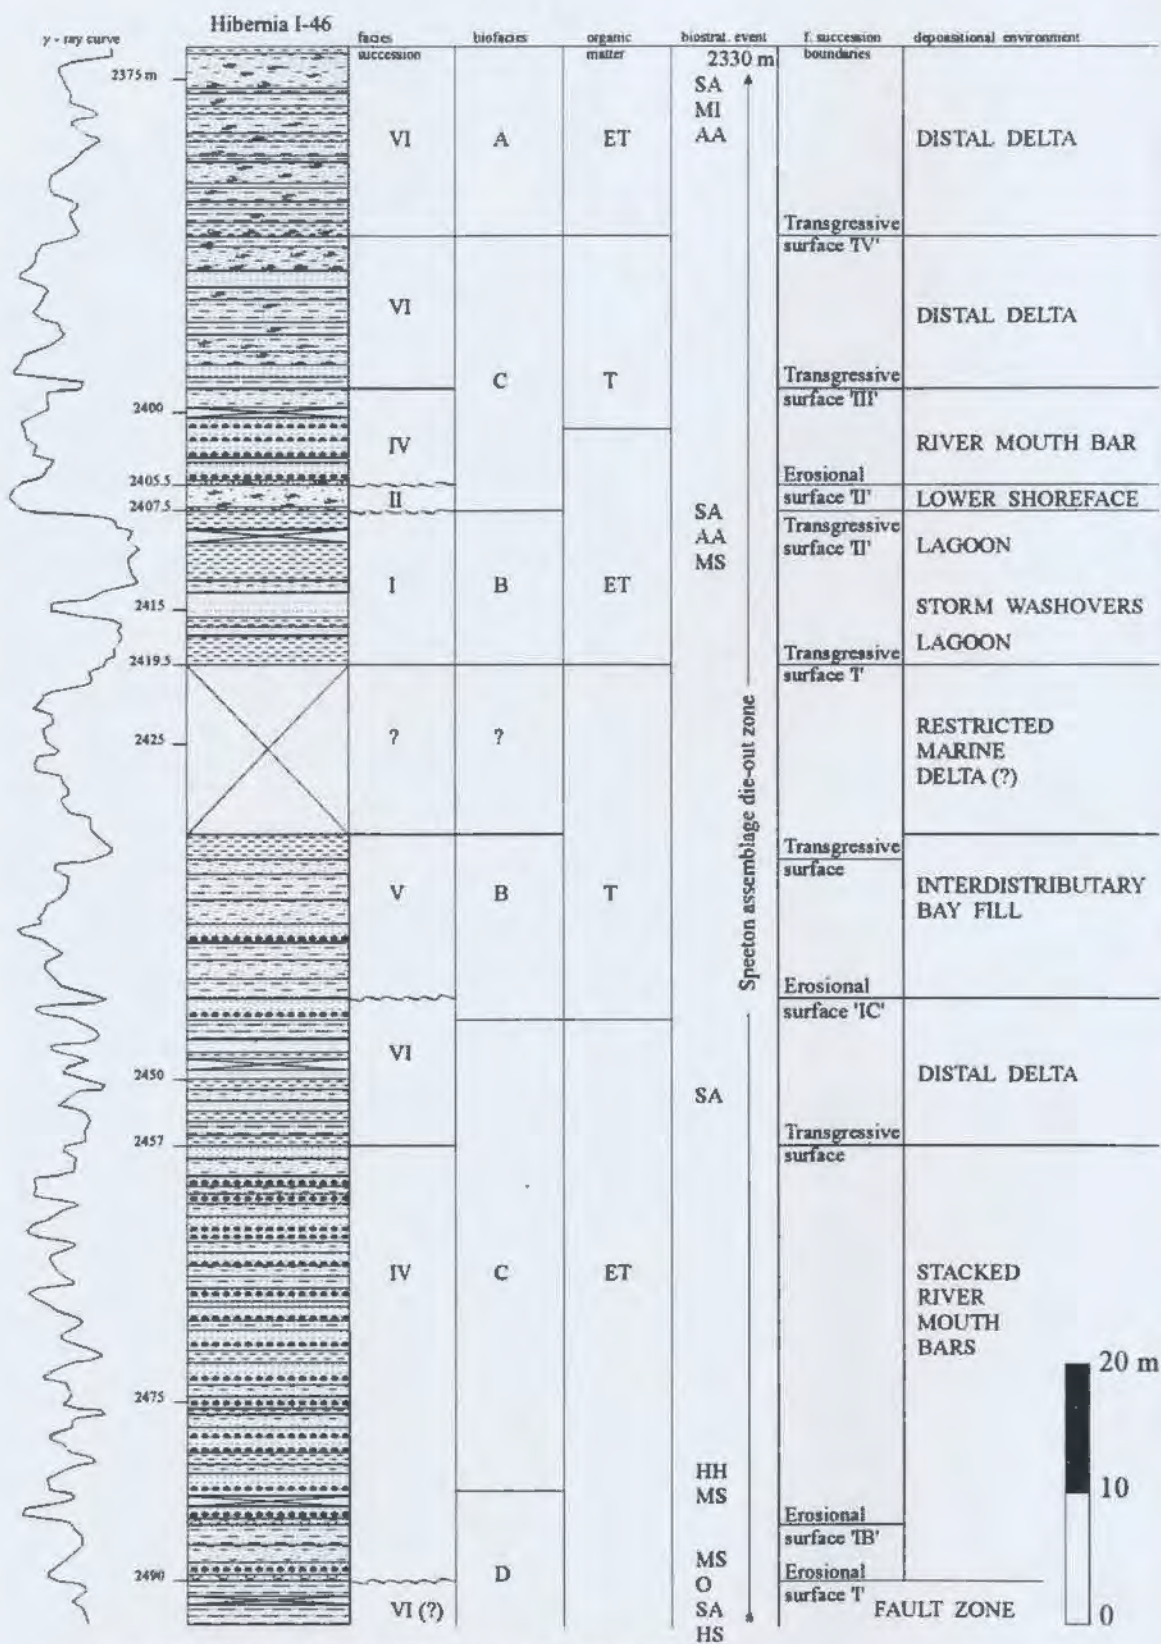 Hibernia I-46
γ - ray curve
facies
succession
biofacies
organic
matter
biostrat. event
f. succession
boundaries
depositional environment
2330 m
2375 m
SA
MI
AA
VI
A
ET
DISTAL DELTA
Transgressive
surface 'IV'
VI
DISTAL DELTA
C
T
Transgressive
surface 'III'
2400
IV
RIVER MOUTH BAR
Erosional
surface 'II'
2405.5
II
LOWER SHOREFACE
2407.5
SA
AA
MS
Transgressive
surface 'II'
LAGOON
I
B
ET
2415
STORM WASHOVERS
LAGOON
Transgressive
surface 'I'
2419.5
2425
?
?
RESTRICTED
MARINE
DELTA (?)
Speeton assemblage die-out zone
Transgressive
surface
V
B
T
INTERDISTRIBUTARY
BAY FILL
Erosional
surface 'IC'
VI
2450
SA
DISTAL DELTA
2457
Transgressive
surface
IV
C
ET
STACKED
RIVER
MOUTH
BARS
20 m
10
0
2475
HH
MS
Erosional
surface 'IB'
2490
D
MS
O
SA
HS
Erosional
surface 'I'
VI (?)
FAULT ZONE